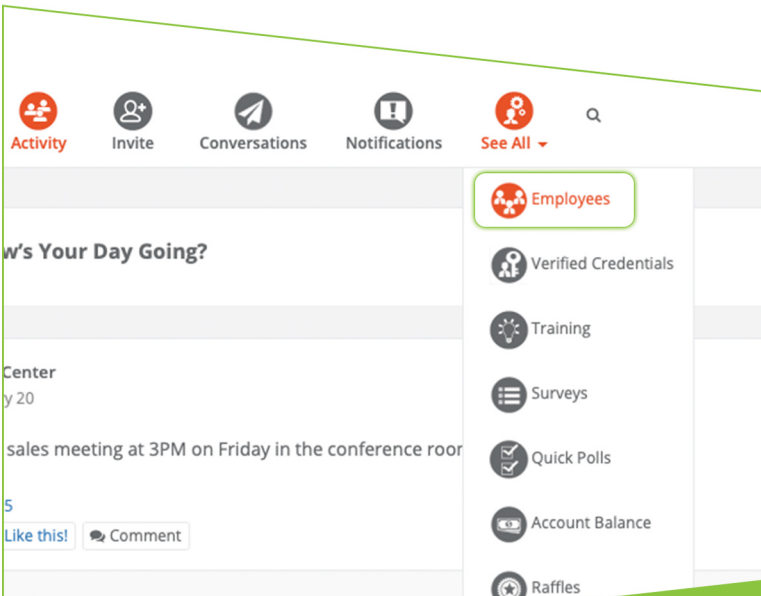 Activity
Invite
Conversations
Notifications
See All
Employees
Verified Credentials
Training
Surveys
Quick Polls
Account Balance
Raffles
w's Your Day Going?
Center
y 20
sales meeting at 3PM on Friday in the conference roor
5
Like this!
Comment